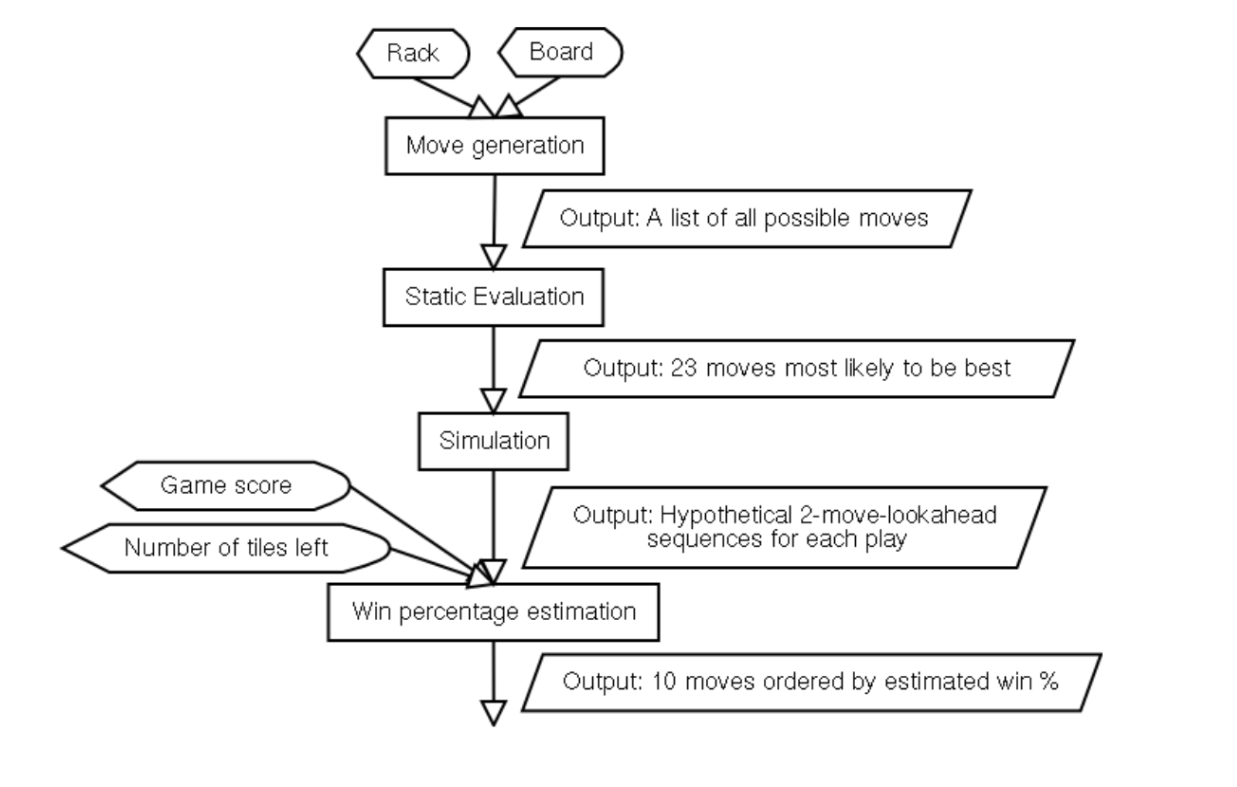 Rack
Board
Move generation
Output: A list of all possible moves
Static Evaluation
Output: 23 moves most likely to be best
Simulation
Game score
Output: Hypothetical 2-move-lookahead
sequences for each play
Number of tiles left
Win percentage estimation
Output: 10 moves ordered by estimated win %